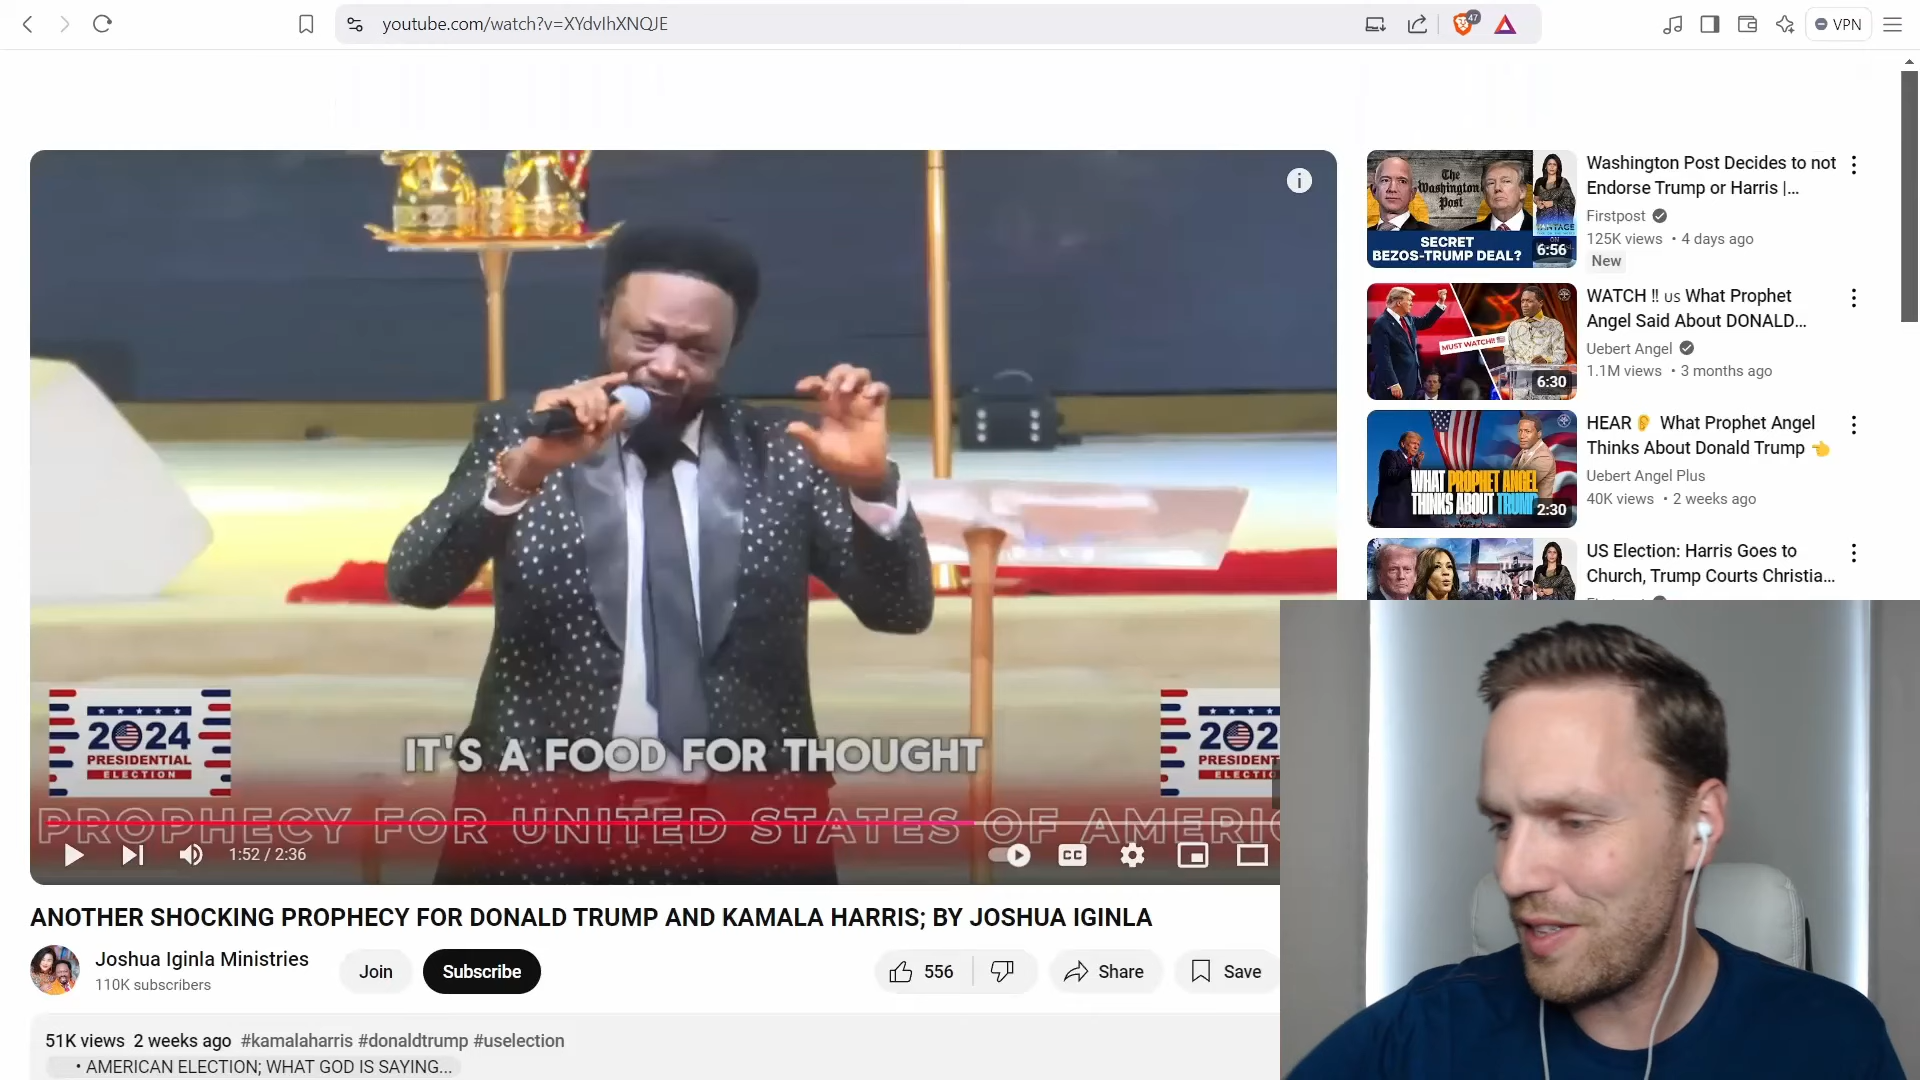 youtube.com/watch?v=XYdvIhXNQJE
47
VPN
2024
PRESIDENTIAL
ELECTION
IT'S A FOOD FOR THOUGHT
PROPHECY FOR UNITED STATES OF AMERIC
1:52 / 2:36
CC
ANOTHER SHOCKING PROPHECY FOR DONALD TRUMP AND KAMALA HARRIS; BY JOSHUA IGINLA
Joshua Iginla Ministries
110K subscribers
Join
Subscribe
556
Share
Save
51K views 2 weeks ago #kamalaharris #donaldtrump #uselection
• AMERICAN ELECTION; WHAT GOD IS SAYING...
The
Washington
Post
SECRET
BEZOS-TRUMP DEAL?
6:56
Washington Post Decides to not
Endorse Trump or Harris |...
Firstpost
125K views • 4 days ago
New
MUST WATCH!!
6:30
WATCH ‼ us What Prophet
Angel Said About DONALD...
Uebert Angel
1.1M views • 3 months ago
WHAT PROPHET ANGEL
THINKS ABOUT TRUMP
2:30
HEAR 👂 What Prophet Angel
Thinks About Donald Trump 👈
Uebert Angel Plus
40K views • 2 weeks ago
US Election: Harris Goes to
Church, Trump Courts Christia...